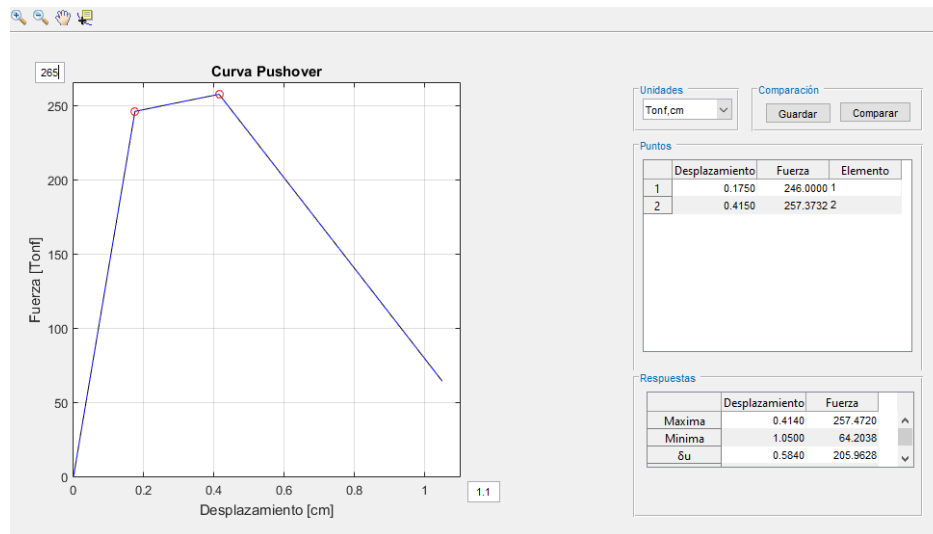 265
Curva Pushover
250
200
150
100
50
0
Fuerza [Tonf]
0 0.2 0.4 0.6 0.8 1
1.1
Desplazamiento [cm]
Unidades
Tonf,cm
Comparación
Guardar Comparar
Puntos
Desplazamiento Fuerza Elemento
1 0.1750 246.0000 1
2 0.4150 257.3732 2
Respuestas
Desplazamiento Fuerza
Maxima 0.4140 257.4720
Minima 1.0500 64.2038
δu 0.5840 205.9628